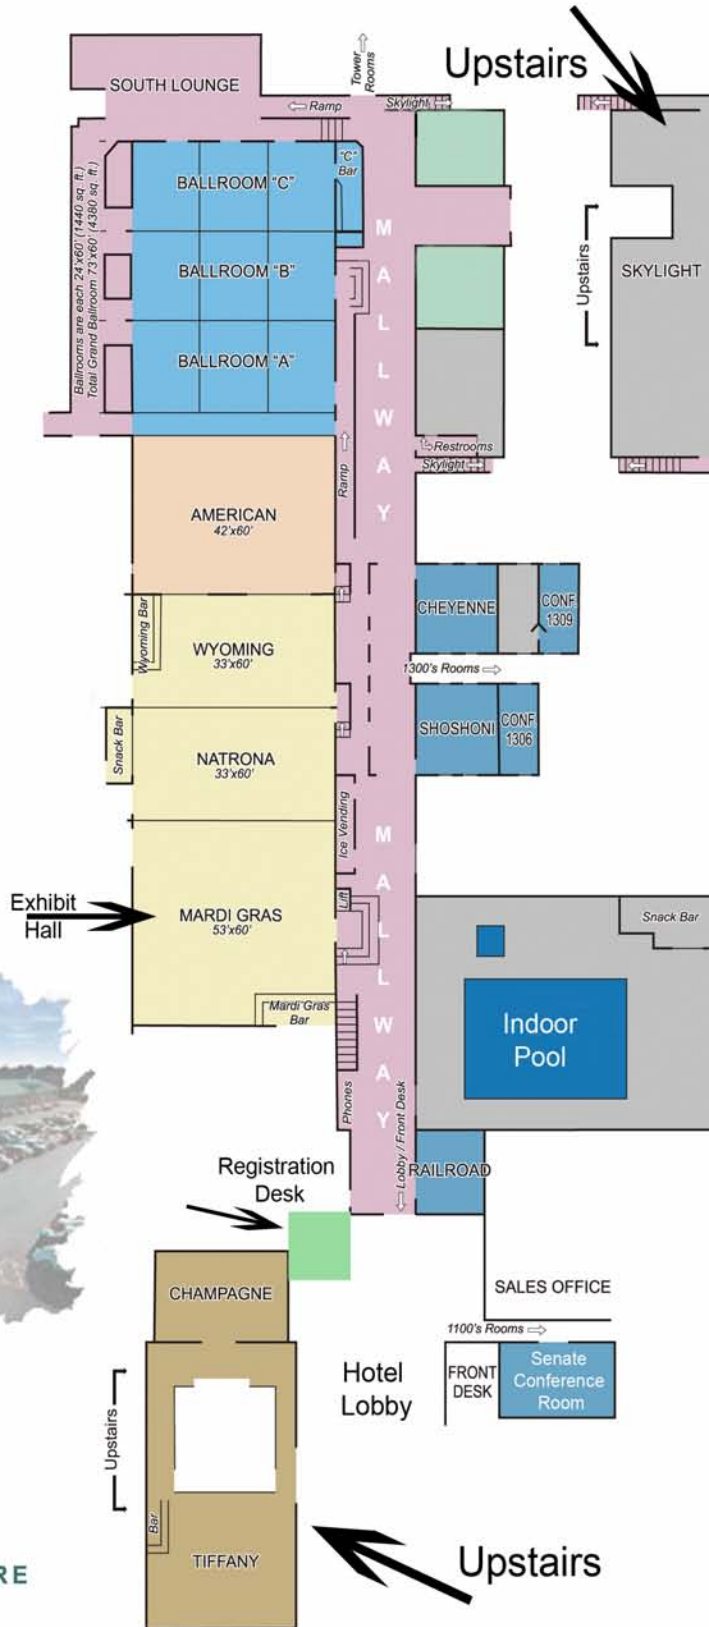 Upstairs
Tower
Rooms
SOUTH LOUNGE
Ramp
Skylight
"C"
Bar
BALLROOM "C"
BALLROOM "B"
BALLROOM "A"
Ballrooms are each 24'x60' (1440 sq. ft.)
Total Grand Ballroom 73'x60' (4380 sq. ft.)
MALLWAY
Upstairs
SKYLIGHT
Restrooms
Skylight
Ramp
AMERICAN
42'x60'
Wyoming Bar
WYOMING
33'x60'
CHEYENNE
CONF
1309
1300's Rooms
SHOSHONI
CONF
1306
Snack Bar
NATRONA
33'x60'
Ice Vending
MALLWAY
Exhibit
Hall
MARDI GRAS
53'x60'
Lift
Snack Bar
Mardi Gras
Bar
Indoor
Pool
Phones
Lobby / Front Desk
RAILROAD
Registration
Desk
CHAMPAGNE
SALES OFFICE
1100's Rooms
Hotel
Lobby
FRONT
DESK
Senate
Conference
Room
Upstairs
Bar
TIFFANY
Upstairs
RE